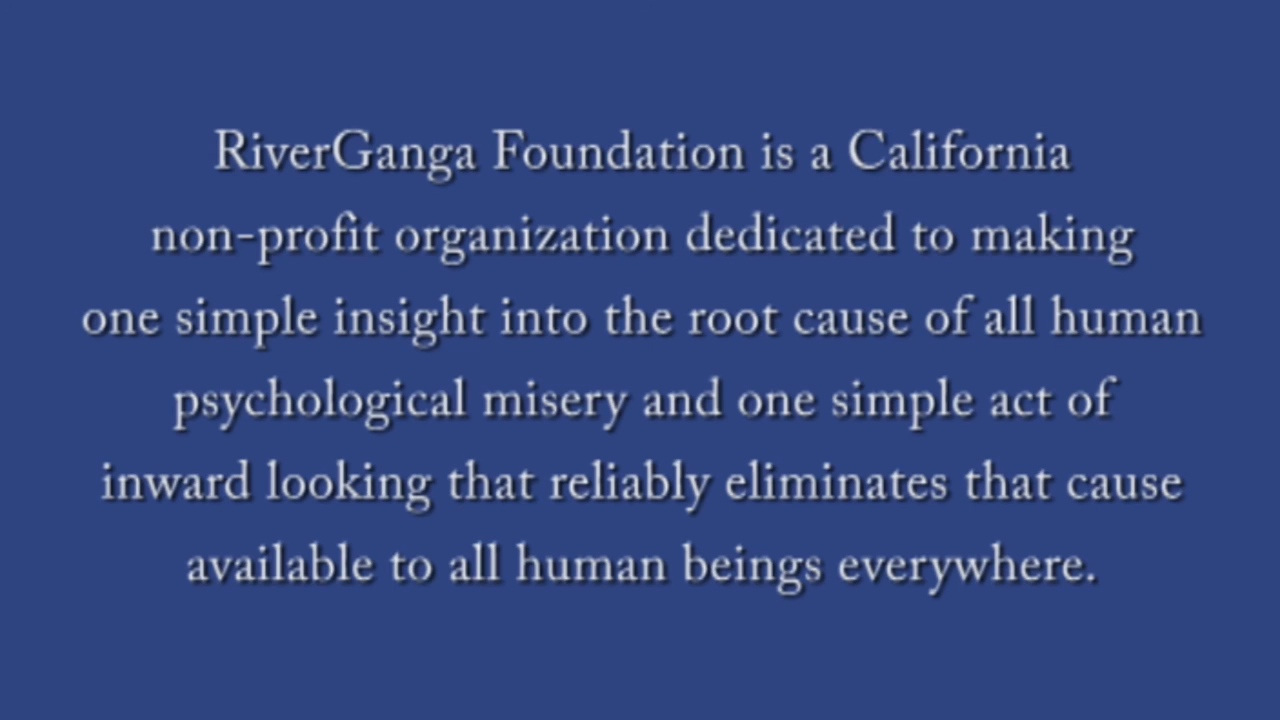 RiverGanga Foundation is a California
non-profit organization dedicated to making
one simple insight into the root cause of all human
psychological misery and one simple act of
inward looking that reliably eliminates that cause
available to all human beings everywhere.